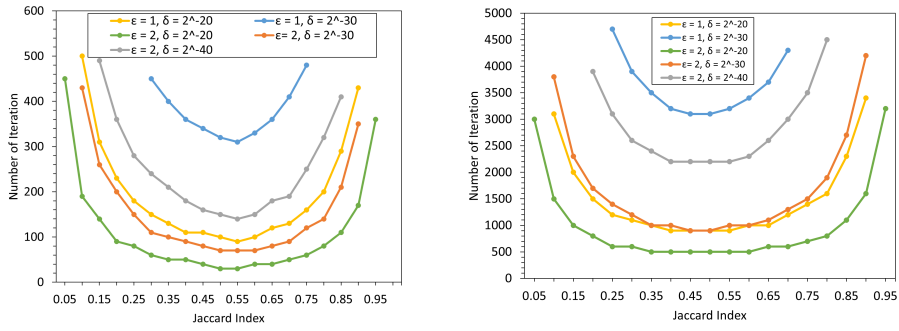 600
500
400
300
200
100
0
Number of Iteration
ε = 1, δ = 2^-20
ε = 1, δ = 2^-30
ε = 2, δ = 2^-20
ε= 2, δ = 2^-30
ε = 2, δ = 2^-40
0.05 0.15 0.25 0.35 0.45 0.55 0.65 0.75 0.85 0.95
Jaccard Index
5000
4500
4000
3500
3000
2500
2000
1500
1000
500
0
Number of Iteration
ε = 1, δ = 2^-20
ε = 1, δ = 2^-30
ε = 2, δ = 2^-20
ε= 2, δ = 2^-30
ε = 2, δ = 2^-40
0.05 0.15 0.25 0.35 0.45 0.55 0.65 0.75 0.85 0.95
Jaccard Index